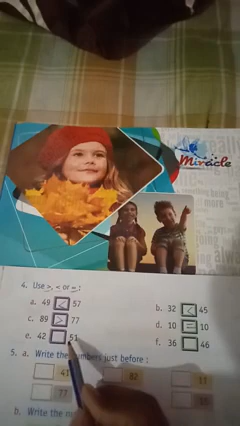 Miracle
4. Use >, < or = :
a. 49 < 57
b. 32 < 45
c. 89 > 77
d. 10 = 10
e. 42 51
f. 36 46
5. a. Write the numbers just before :
41 82 11
77
b. Write the